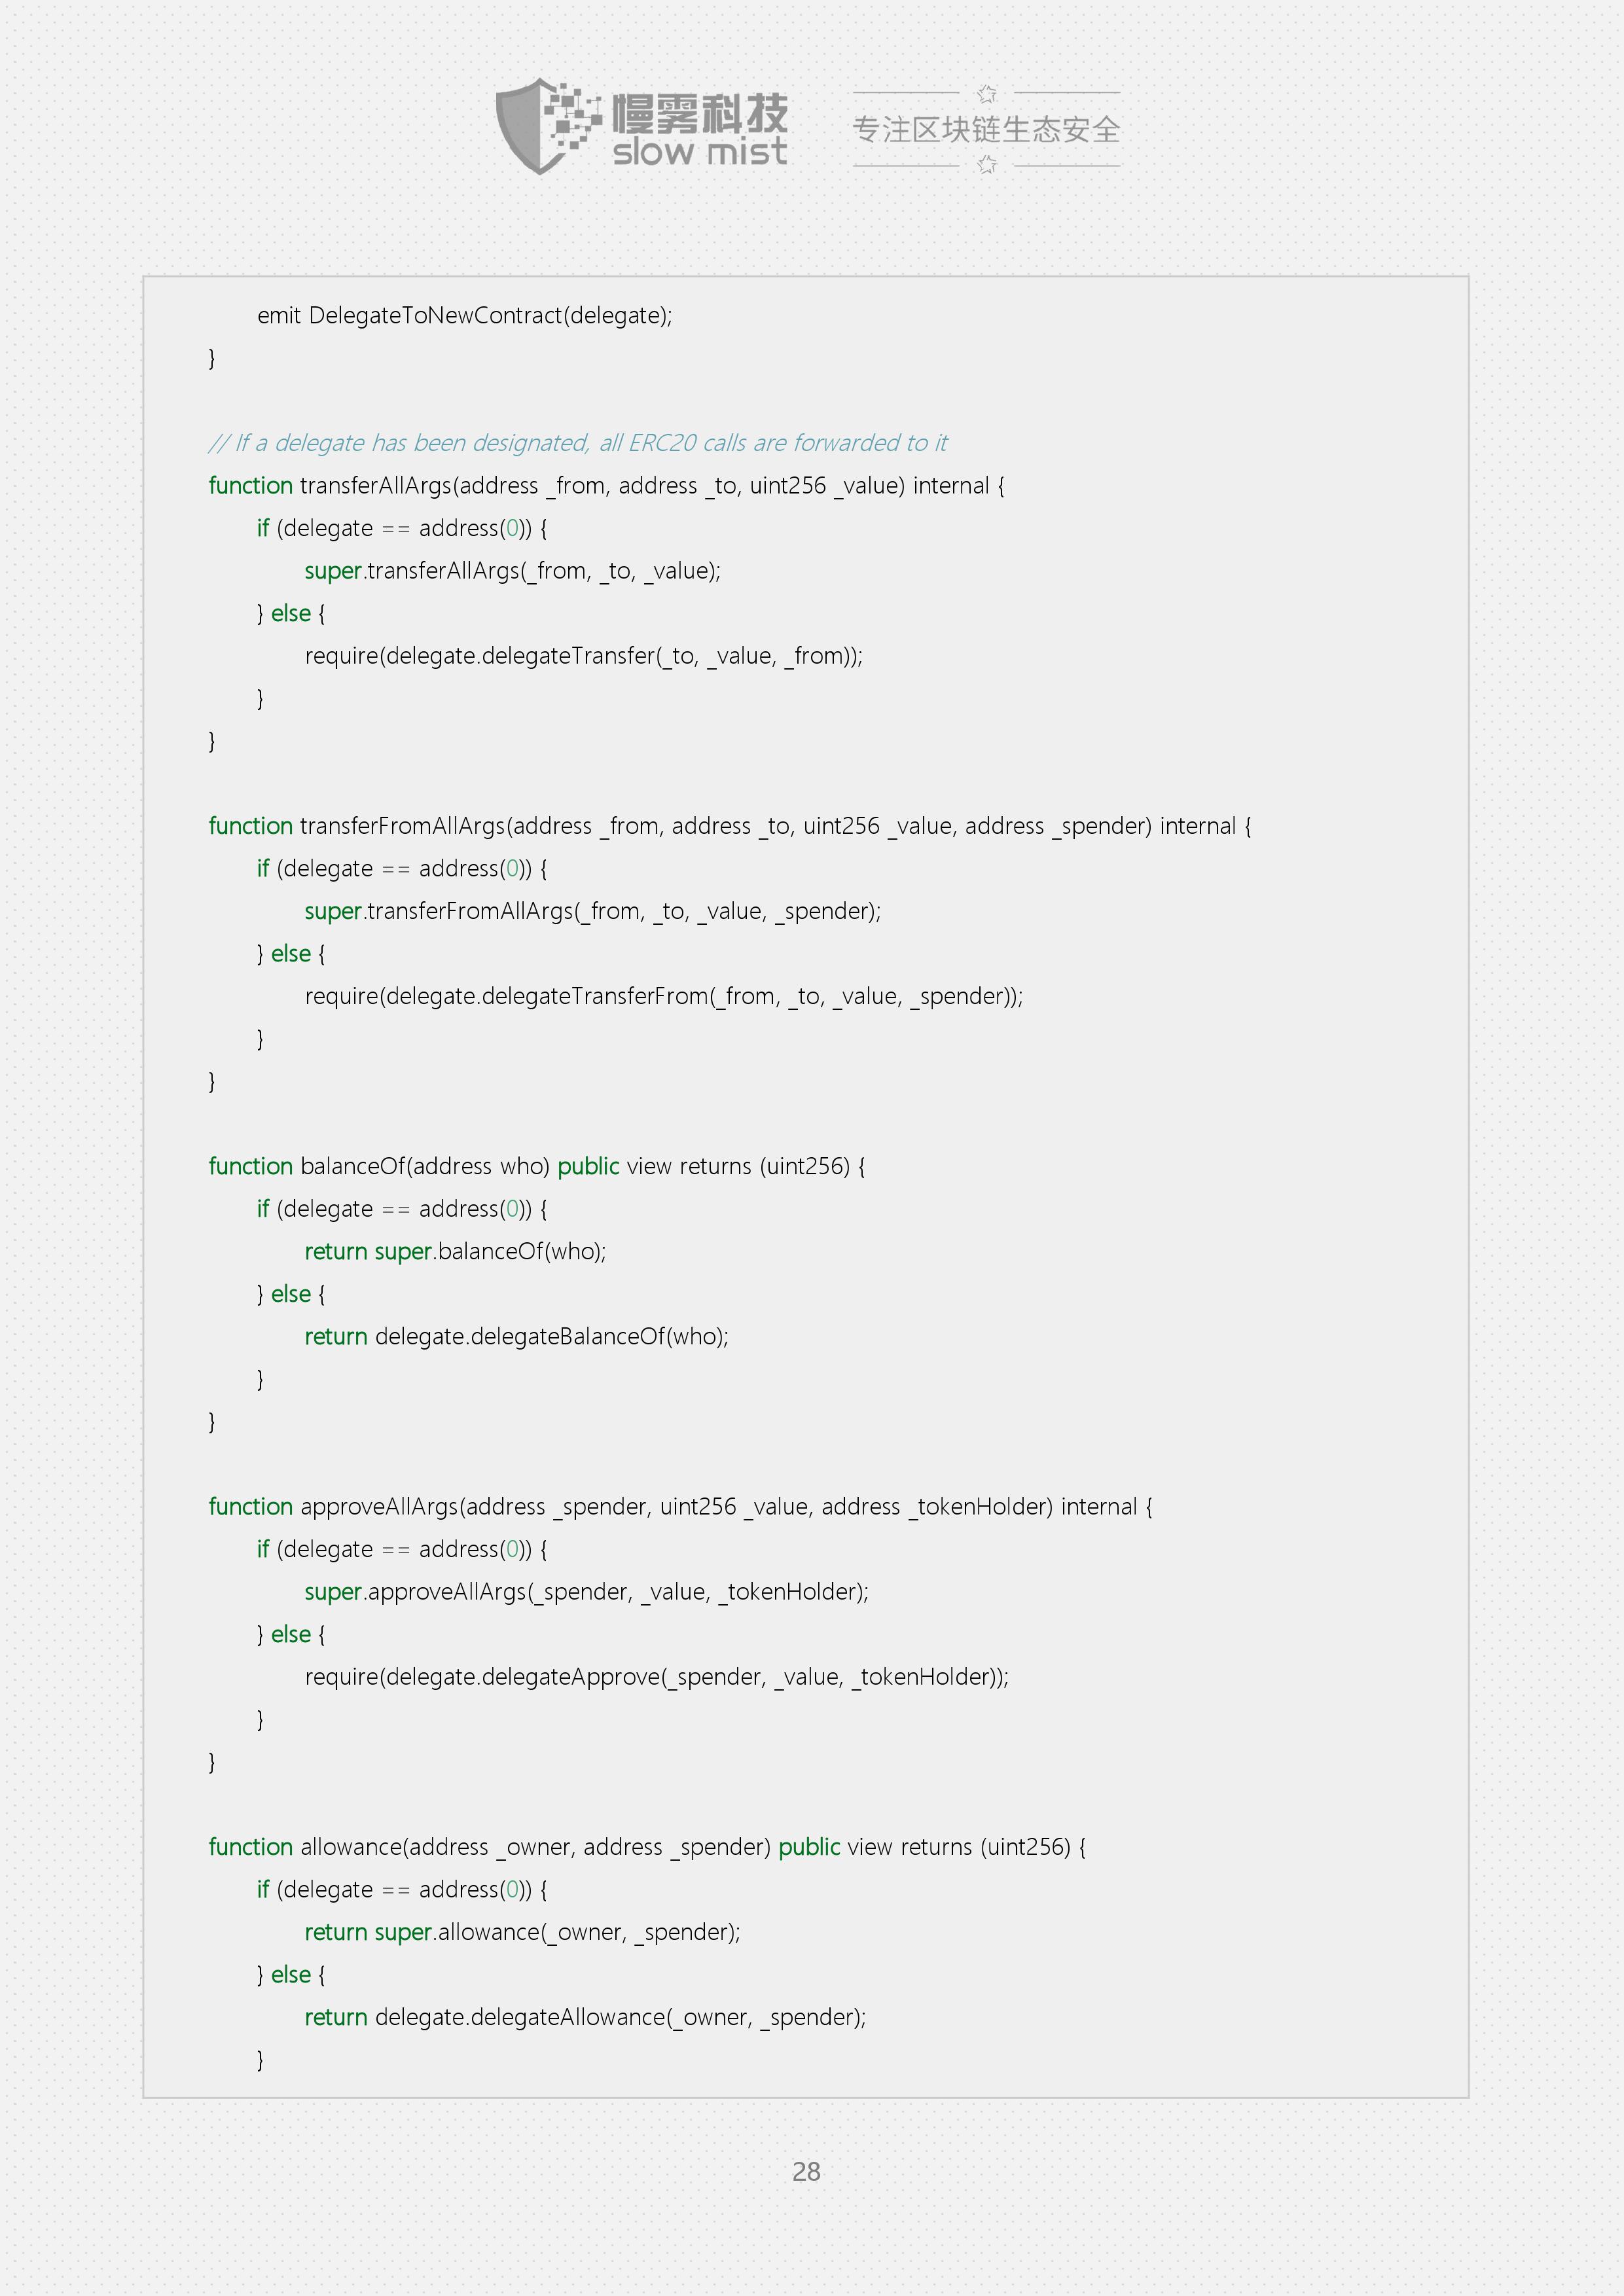 慢雾科技
slow mist
专注区块链生态安全
emit DelegateToNewContract(delegate);
}
// If a delegate has been designated, all ERC20 calls are forwarded to it
function transferAllArgs(address _from, address _to, uint256 _value) internal {
if (delegate == address(0)) {
super.transferAllArgs(_from, _to, _value);
} else {
require(delegate.delegateTransfer(_to, _value, _from));
}
}
function transferFromAllArgs(address _from, address _to, uint256 _value, address _spender) internal {
if (delegate == address(0)) {
super.transferFromAllArgs(_from, _to, _value, _spender);
} else {
require(delegate.delegateTransferFrom(_from, _to, _value, _spender));
}
}
function balanceOf(address who) public view returns (uint256) {
if (delegate == address(0)) {
return super.balanceOf(who);
} else {
return delegate.delegateBalanceOf(who);
}
}
function approveAllArgs(address _spender, uint256 _value, address _tokenHolder) internal {
if (delegate == address(0)) {
super.approveAllArgs(_spender, _value, _tokenHolder);
} else {
require(delegate.delegateApprove(_spender, _value, _tokenHolder));
}
}
function allowance(address _owner, address _spender) public view returns (uint256) {
if (delegate == address(0)) {
return super.allowance(_owner, _spender);
} else {
return delegate.delegateAllowance(_owner, _spender);
}
28